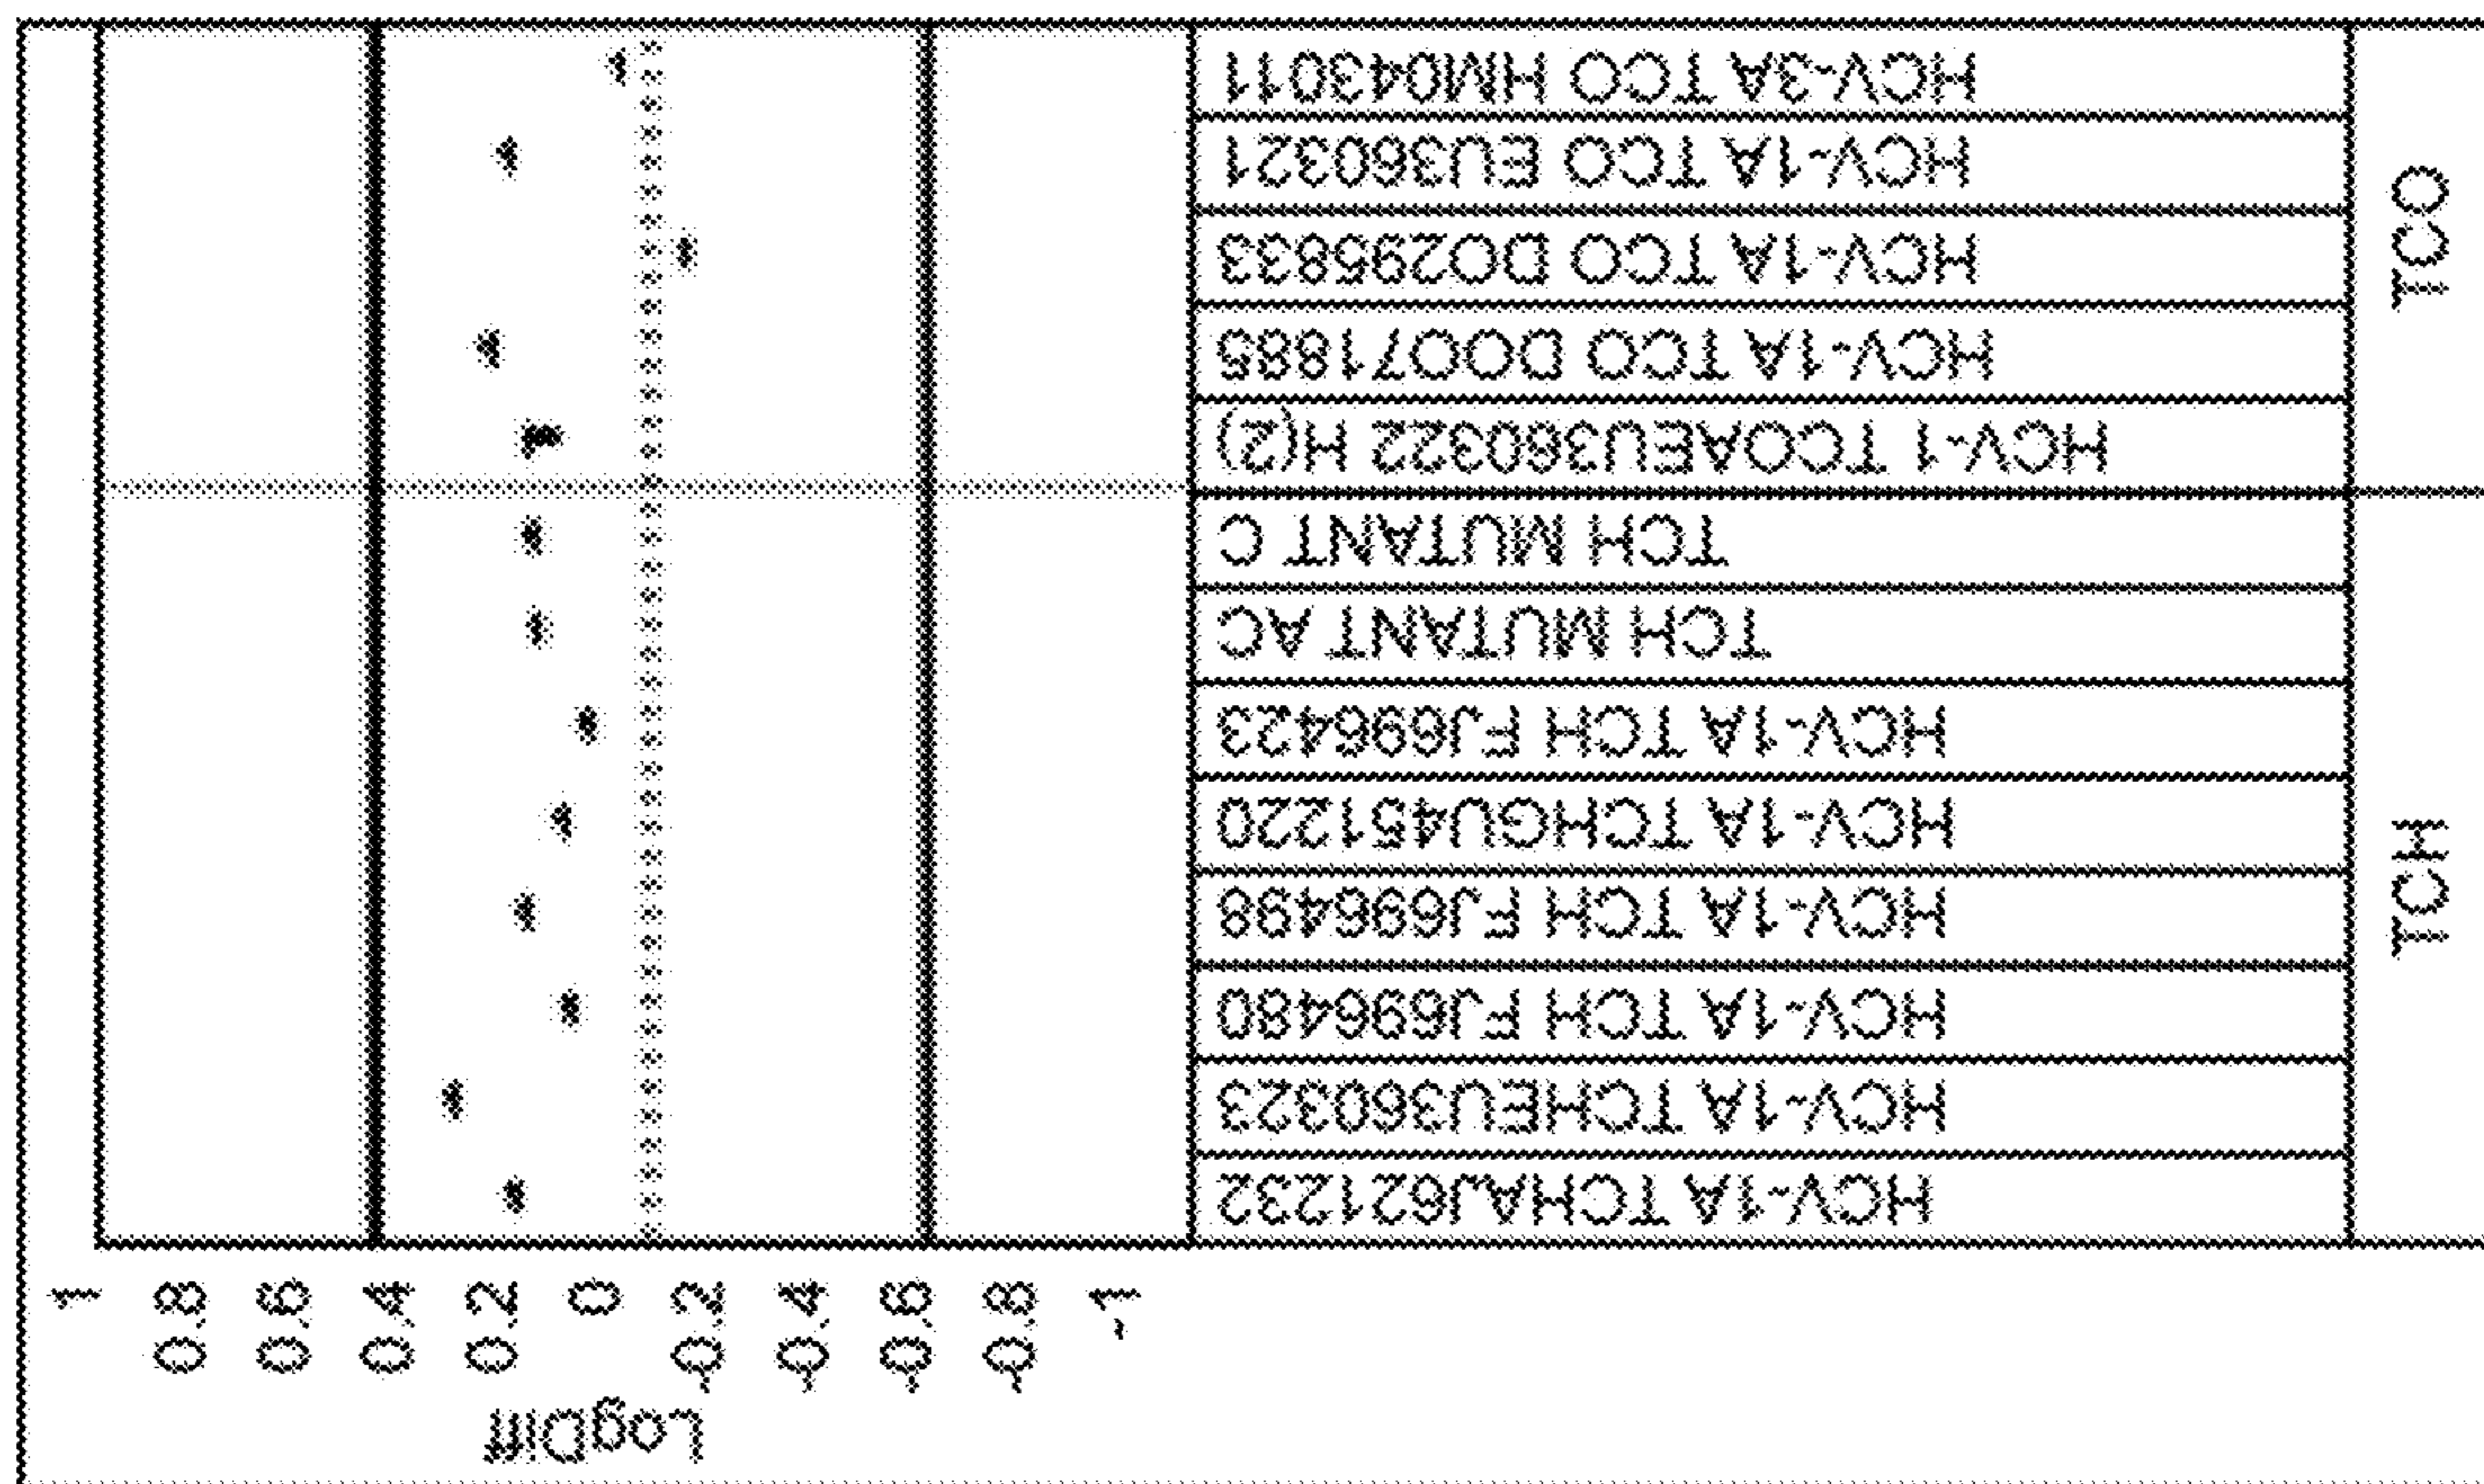 LogDiff
-1
-0.8
-0.6
-0.4
-0.2
0
0.2
0.4
0.6
0.8
1
TCH
HCV-1A TCHAJ621232
HCV-1A TCHEU360323
HCV-1A TCH FJ696480
HCV-1A TCH FJ696498
HCV-1A TCHGU451220
HCV-1A TCH FJ696423
TCH MUTANT AC
TCH MUTANT C
TCO
HCV-1 TCOAEU360322 H(2)
HCV-1A TCO DOO71885
HCV-1A TCO DO295833
HCV-1A TCO EU360321
HCV-3A TCO HM043011